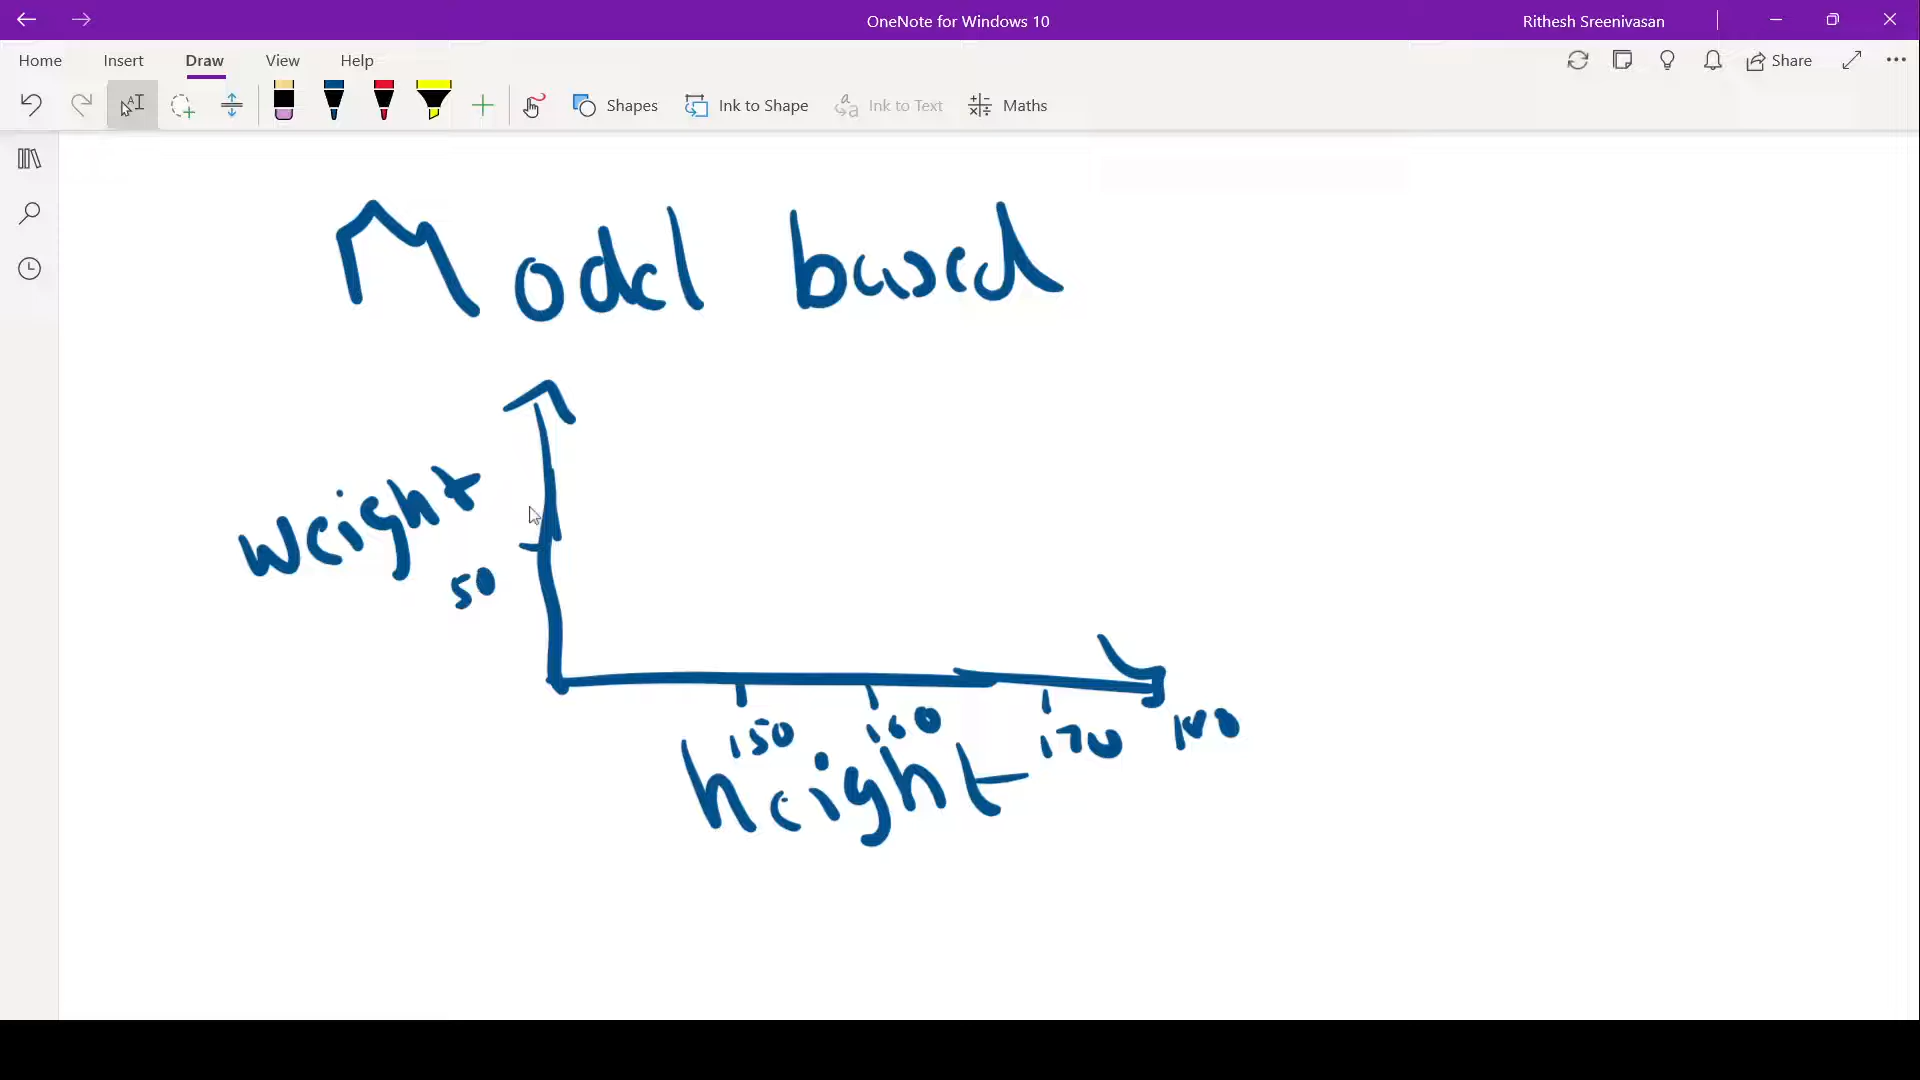 OneNote for Windows 10
Rithesh Sreenivasan
Home Insert Draw View Help
Share
Shapes Ink to Shape Ink to Text Maths
Model based
weight
50
150 160 170 180
height